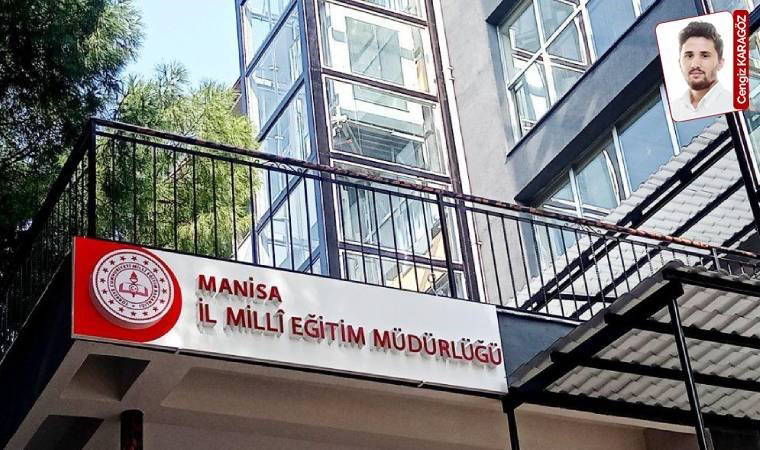 MANİSA
İL MİLLÎ EĞİTİM MÜDÜRLÜĞÜ
Cengiz KARAGÖZ